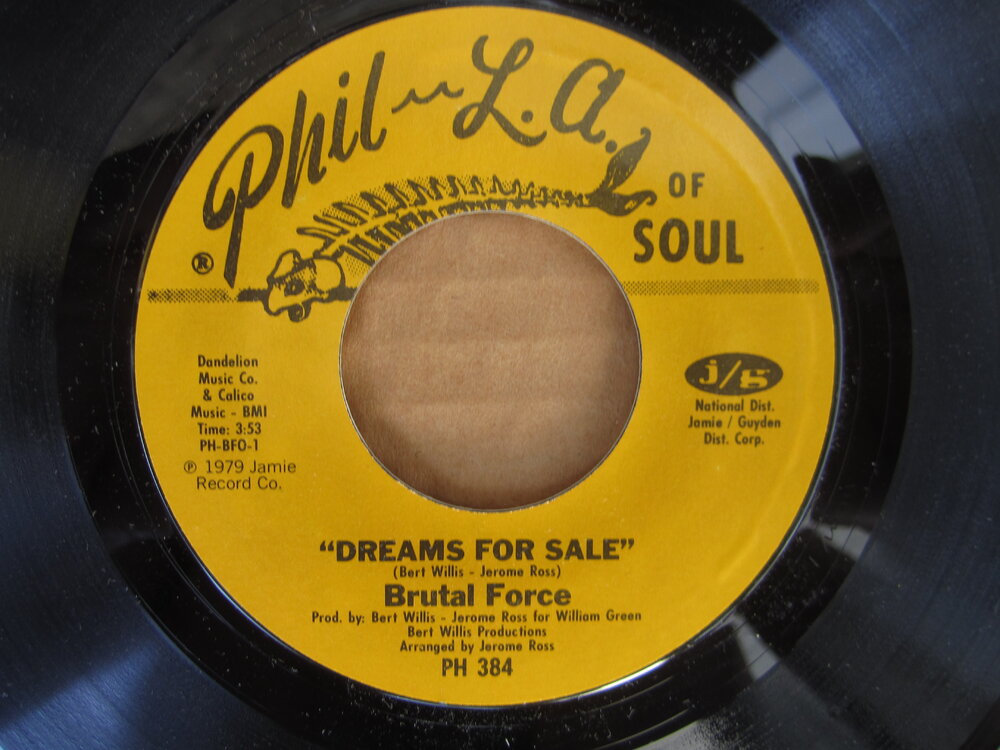 Phil-L.A.
OF
SOUL
®
Dandelion
Music Co.
& Calico
Music - BMI
Time: 3:53
PH-BFO-1
℗ 1979 Jamie
Record Co.
j/g
National Dist.
Jamie / Guyden
Dist. Corp.
“DREAMS FOR SALE”
(Bert Willis - Jerome Ross)
Brutal Force
Prod. by: Bert Willis - Jerome Ross for William Green
Bert Willis Productions
Arranged by Jerome Ross
PH 384